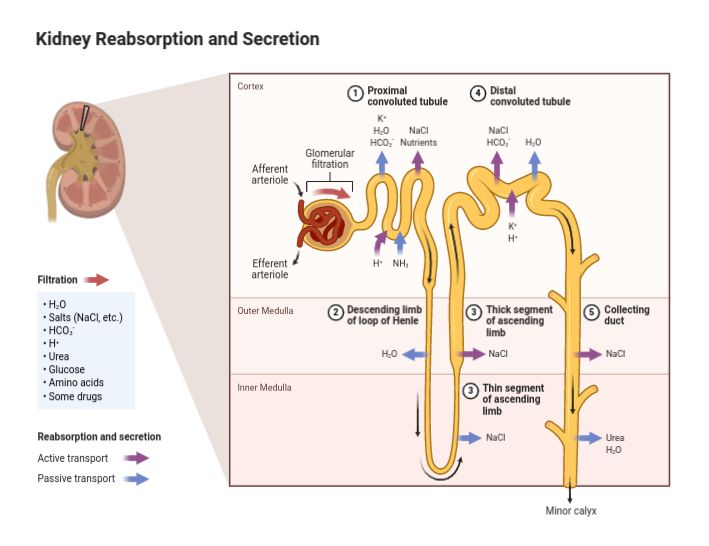 Kidney Reabsorption and Secretion
Cortex
1 Proximal
convoluted tubule
4 Distal
convoluted tubule
K⁺
H₂O
HCO₃⁻
NaCl
Nutrients
NaCl
HCO₃⁻
H₂O
Glomerular
filtration
Afferent
arteriole
K⁺
H⁺
Efferent
arteriole
H⁺
NH₃
Filtration
• H₂O
• Salts (NaCl, etc.)
• HCO₃⁻
• H⁺
• Urea
• Glucose
• Amino acids
• Some drugs
Outer Medulla
2 Descending limb
of loop of Henle
3 Thick segment
of ascending
limb
5 Collecting
duct
H₂O
NaCl
NaCl
Inner Medulla
3 Thin segment
of ascending
limb
NaCl
Urea
H₂O
Reabsorption and secretion
Active transport
Passive transport
Minor calyx